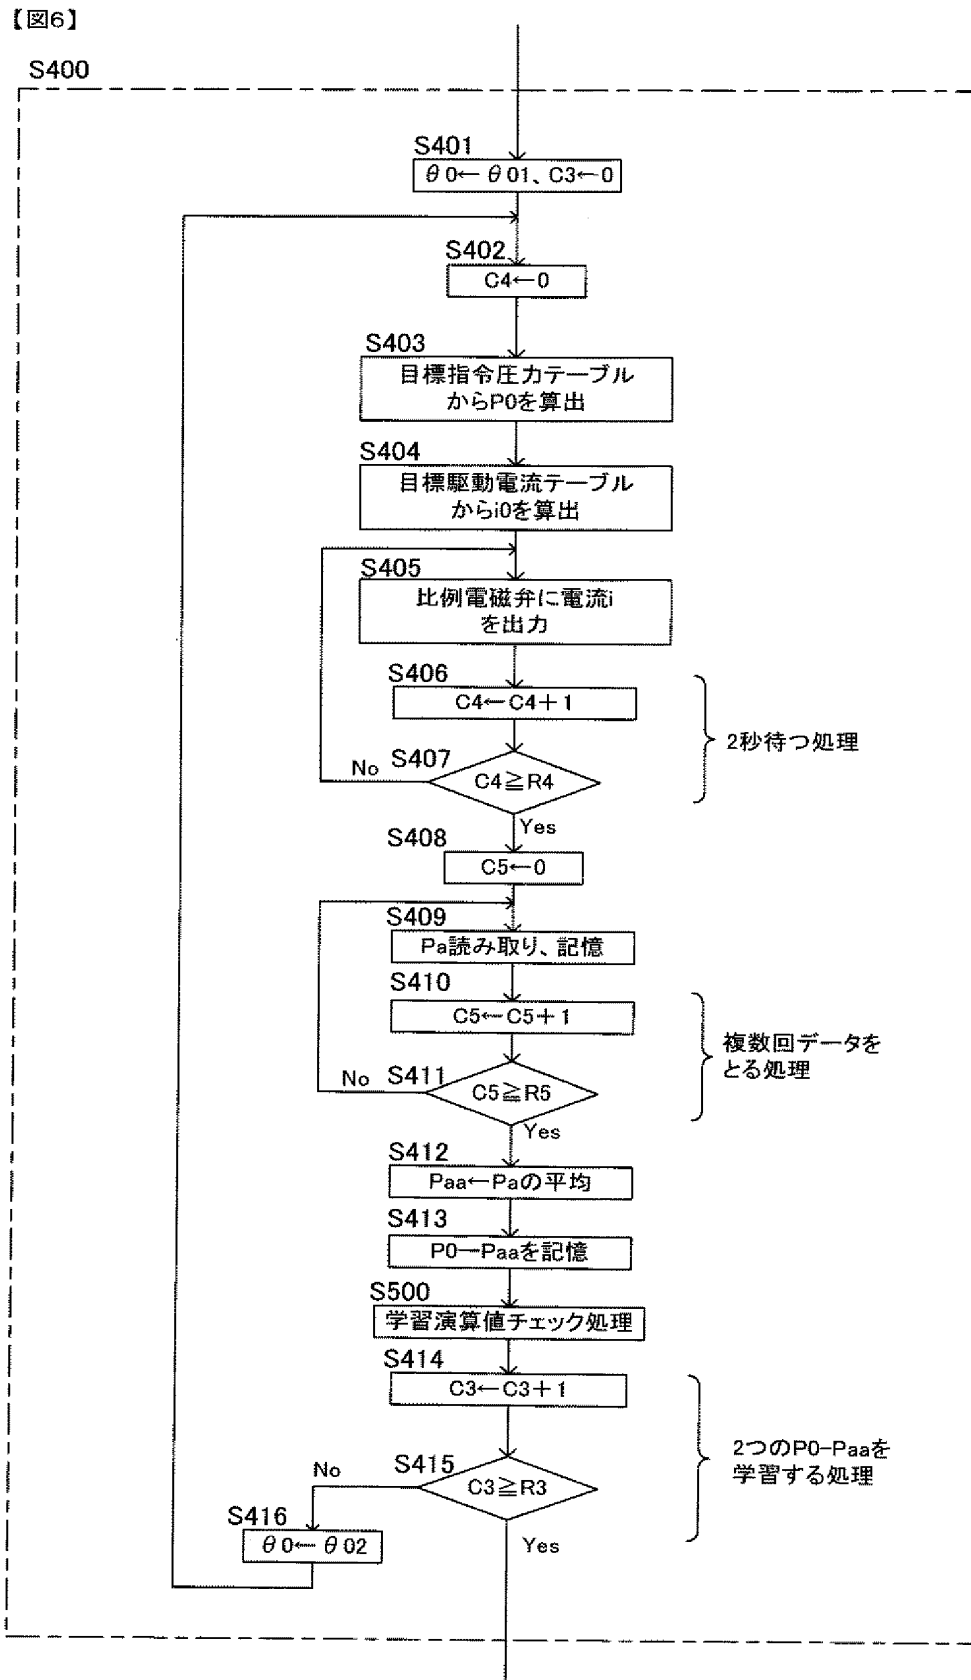 【図6】
S400
S401
θ0←θ01、C3←0
S402
C4←0
S403
目標指令圧力テーブル
からP0を算出
S404
目標駆動電流テーブル
からi0を算出
S405
比例電磁弁に電流i
を出力
S406
C4←C4+1
2秒待つ処理
S407
No
C4≧R4
Yes
S408
C5←0
S409
Pa読み取り、記憶
S410
C5←C5+1
複数回データを
とる処理
S411
No
C5≧R5
Yes
S412
Paa←Paの平均
S413
P0−Paaを記憶
S500
学習演算値チェック処理
S414
C3←C3+1
2つのP0-Paaを
学習する処理
S415
No
C3≧R3
S416
θ0←θ02
Yes